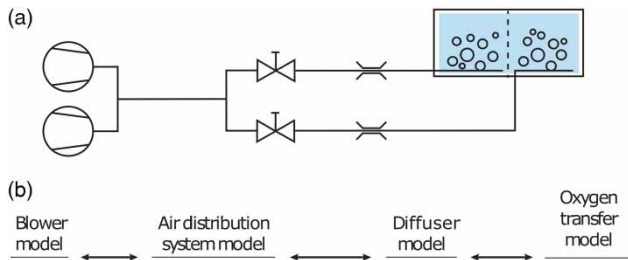 (a)
(b)
Blower
model
Air distribution
system model
Diffuser
model
Oxygen
transfer
model